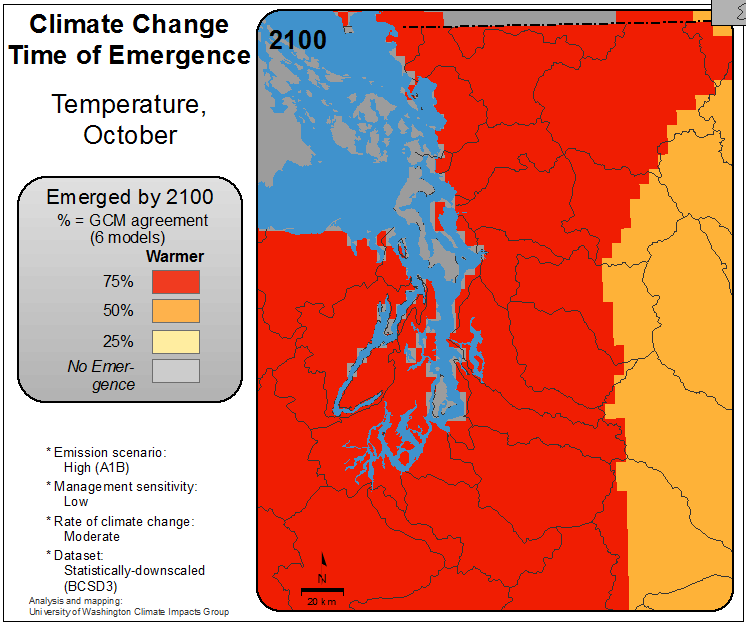 Climate Change
Time of Emergence
Temperature,
October
Emerged by 2100
% = GCM agreement
(6 models)
Warmer
75%
50%
25%
No Emer-
gence
* Emission scenario:
High (A1B)
* Management sensitivity:
Low
* Rate of climate change:
Moderate
* Dataset:
Statistically-downscaled
(BCSD3)
Analysis and mapping:
University of Washington Climate Impacts Group
2100
N
20 km